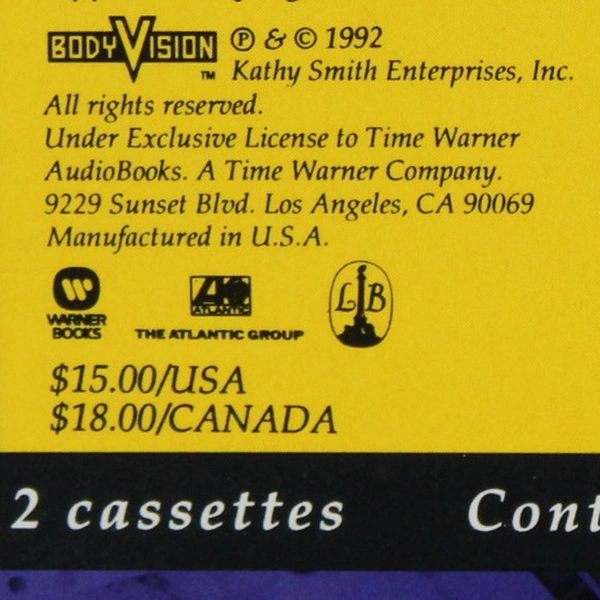 BODYVISION ™ ℗ & © 1992
Kathy Smith Enterprises, Inc.
All rights reserved.
Under Exclusive License to Time Warner
AudioBooks. A Time Warner Company.
9229 Sunset Blvd. Los Angeles, CA 90069
Manufactured in U.S.A.
WARNER
BOOKS
A
ATLANTIC
THE ATLANTIC GROUP
L B
$15.00/USA
$18.00/CANADA
2 cassettes Cont